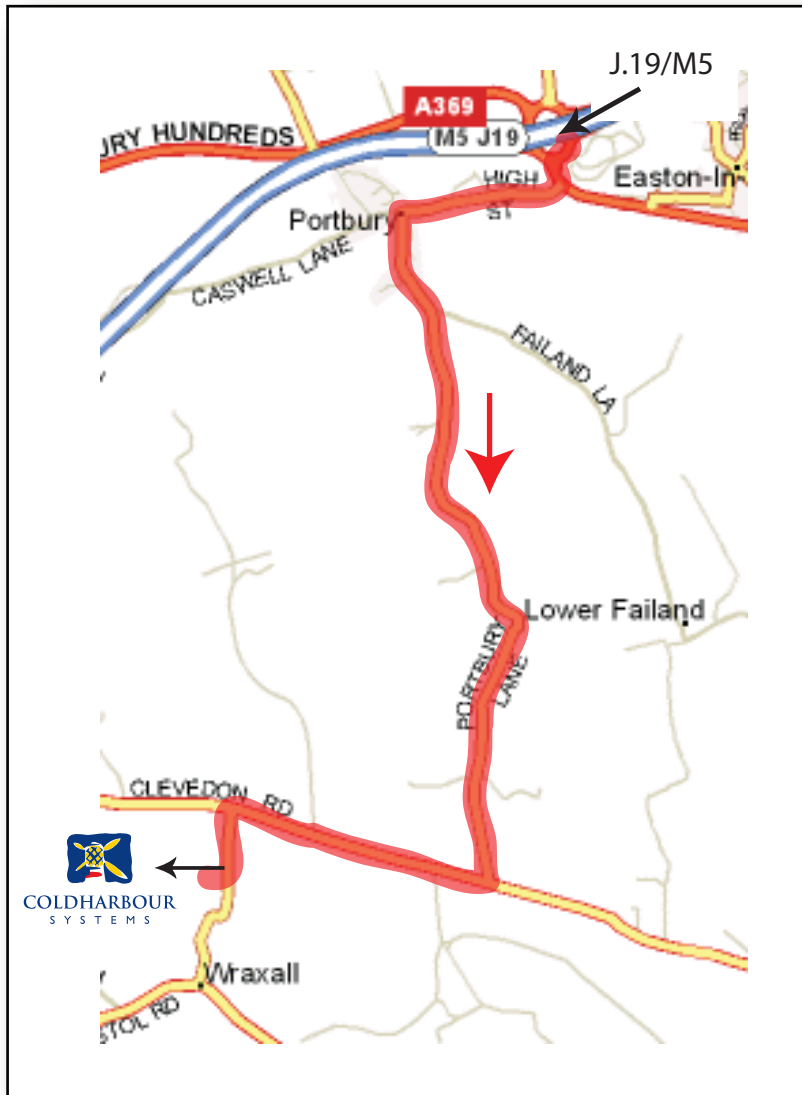 J.19/M5
A369
JRY HUNDREDS
M5 J19
HIGH
ST
Easton-In-
Portbury
CASWELL LANE
FAILAND LA
Lower Failand
PORTBURY
LANE
CLEVEDON RD
COLDHARBOUR
SYSTEMS
Wraxall
STOL RD